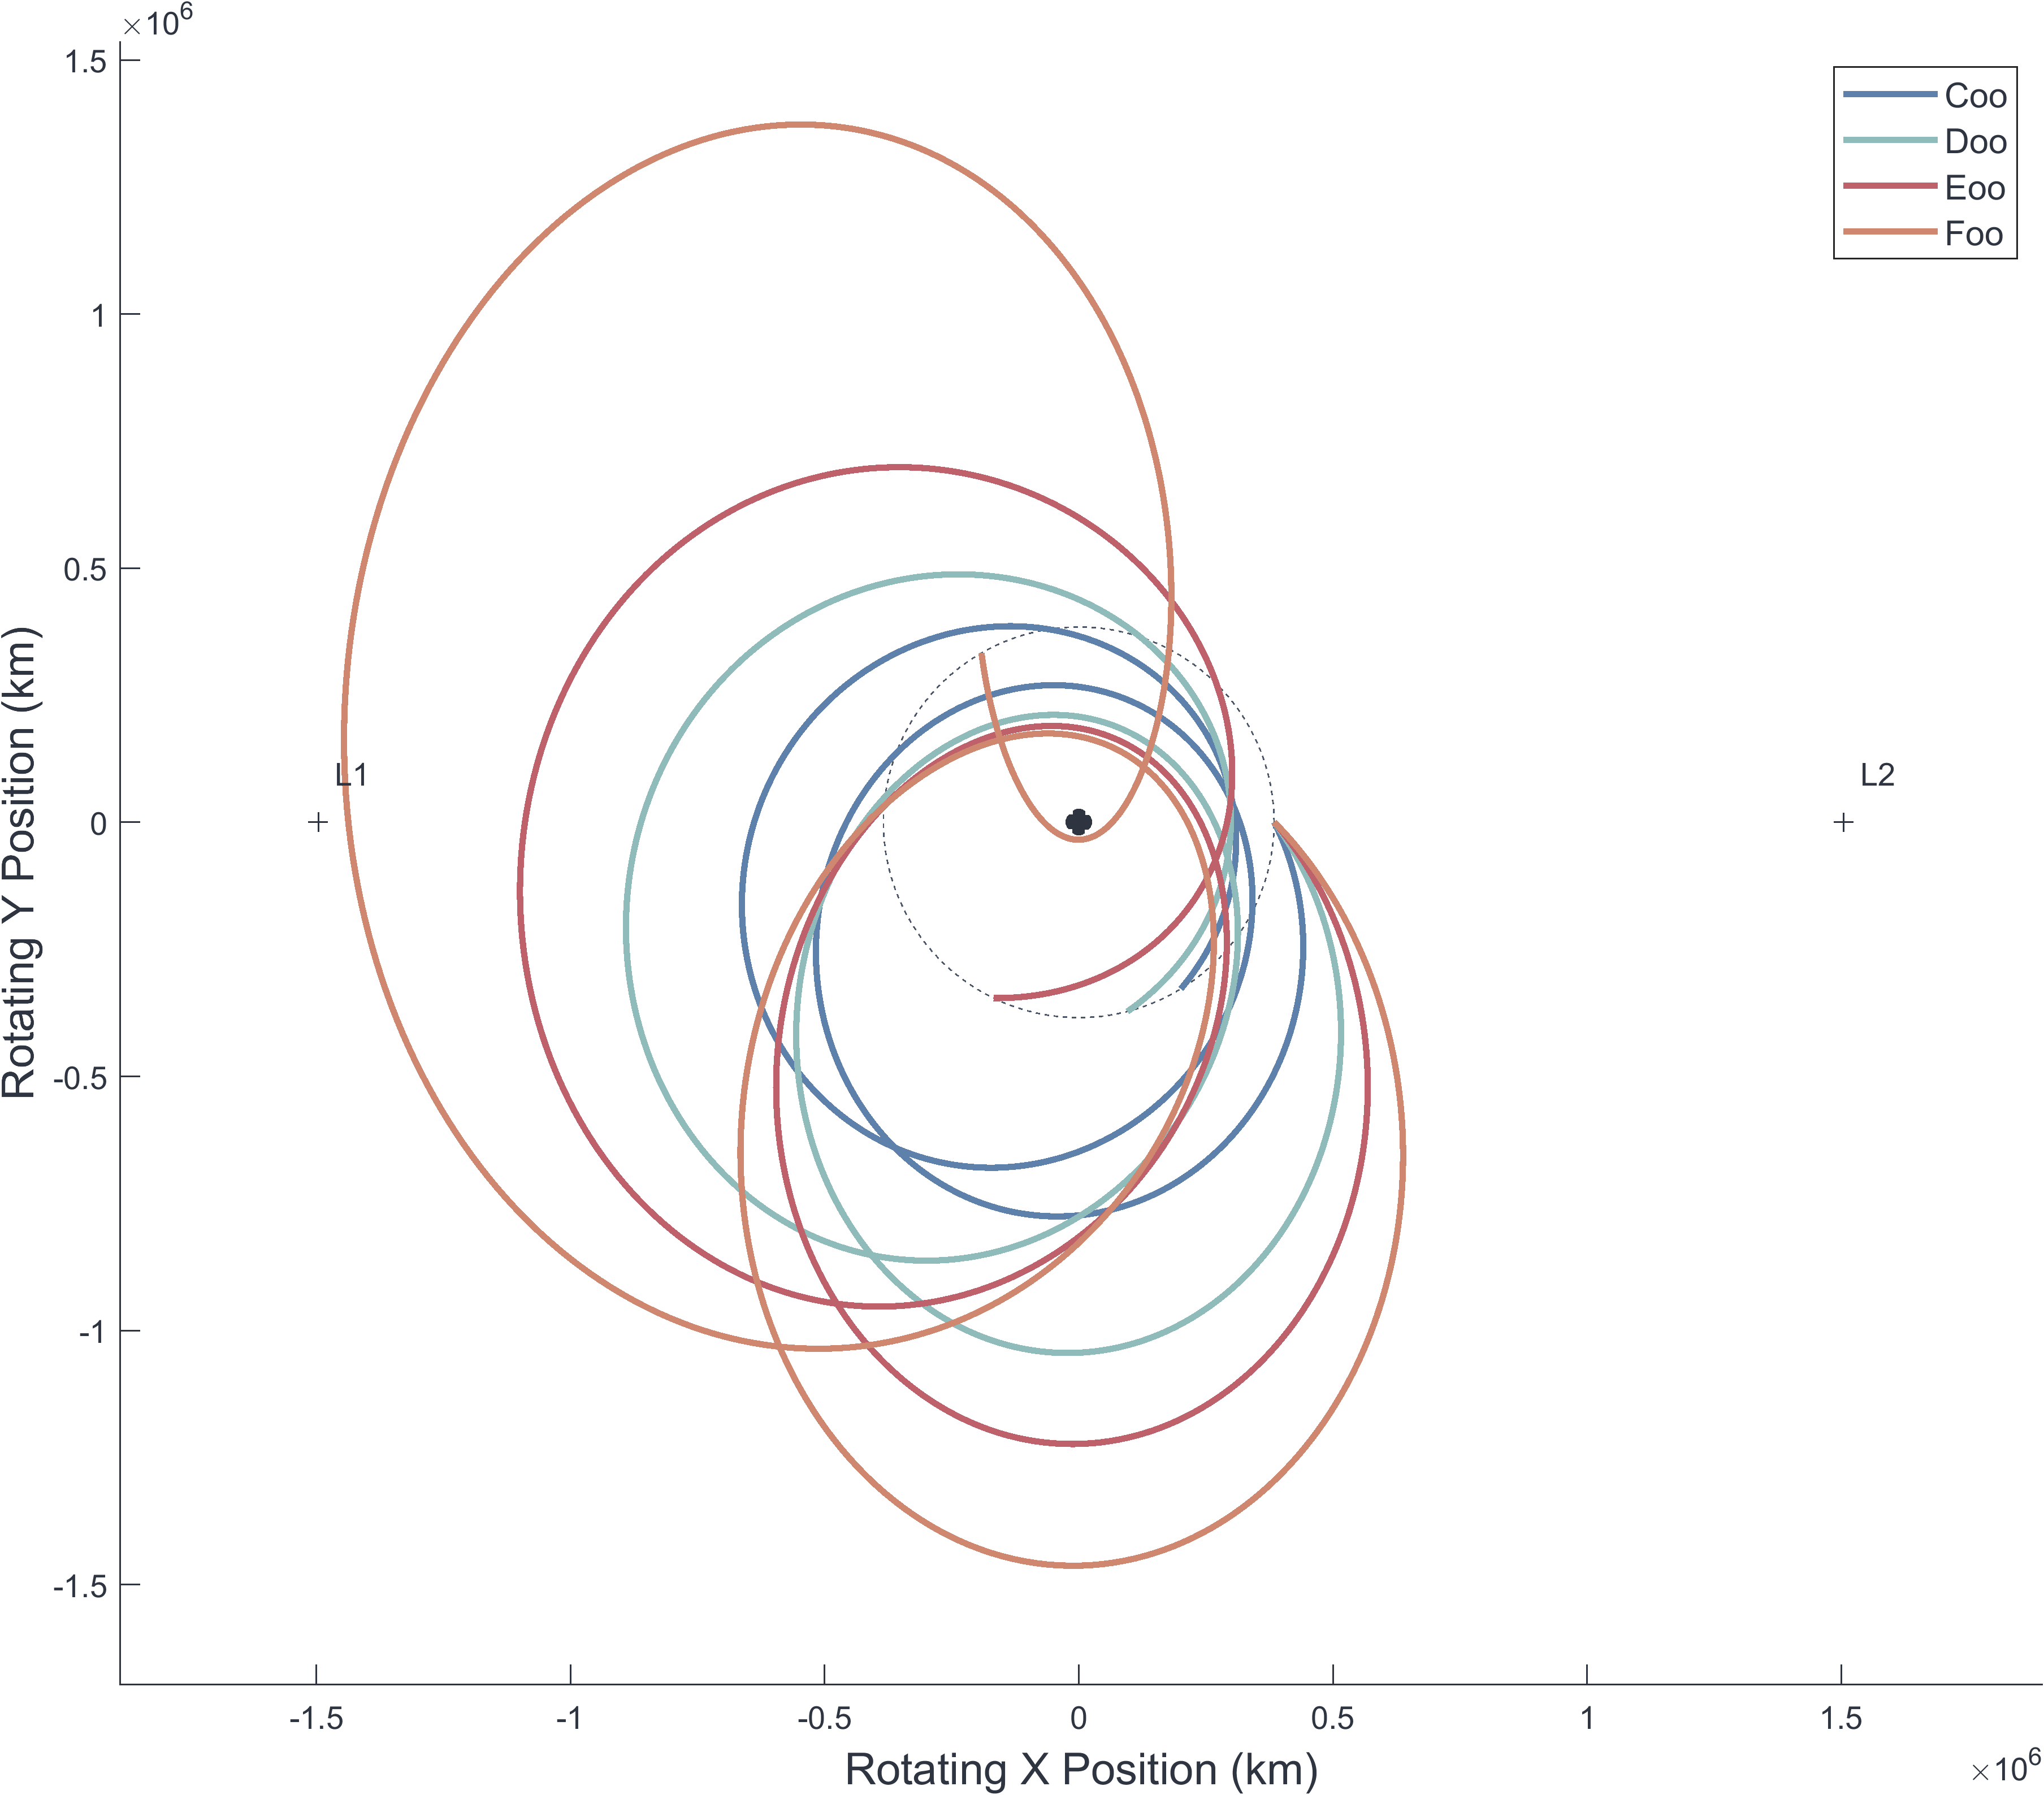 ×10⁶
1.5
1
0.5
0
-0.5
-1
-1.5
Rotating Y Position (km)
Coo
Doo
Eoo
Foo
L1
L2
-1.5
-1
-0.5
0
0.5
1
1.5
Rotating X Position (km)
×10⁶